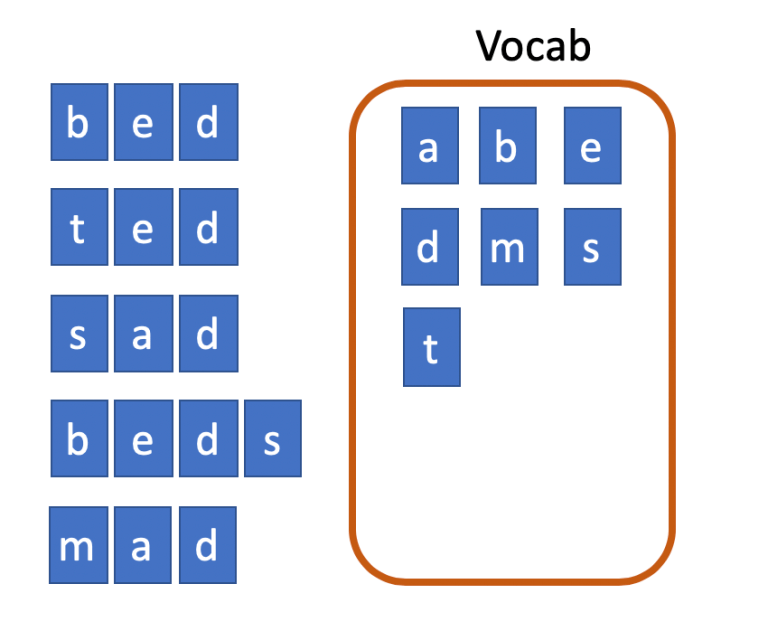 Vocab
b e d
t e d
s a d
b e d s
m a d
a b e
d m s
t